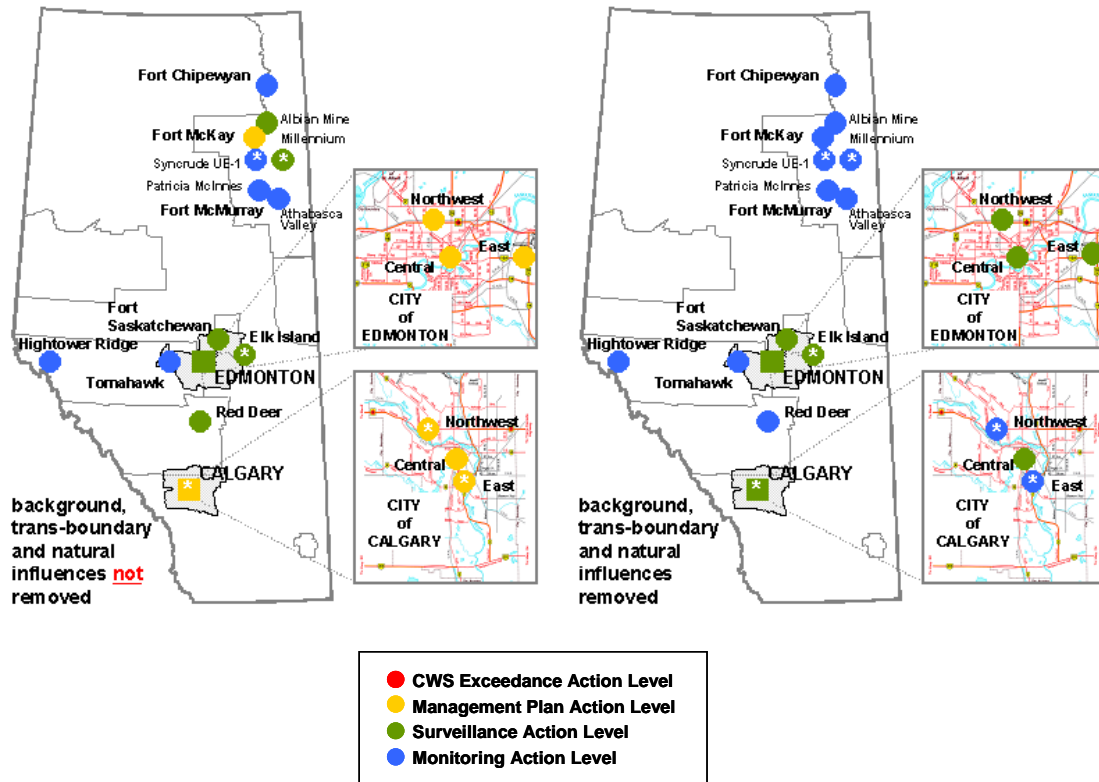 Fort Chipewyan
Albian Mine
Fort McKay
Millennium
Syncrude UE-1
*
*
Patricia McInnes
Fort McMurray
Athabasca
Valley
Northwest
East
Central
CITY
of
EDMONTON
Fort
Saskatchewan
Elk Island
*
Hightower Ridge
Tomahawk
EDMONTON
Red Deer
CALGARY
*
Northwest
*
Central
East
*
CITY
of
CALGARY
background,
trans-boundary
and natural
influences not
removed
Fort Chipewyan
Albian Mine
Fort McKay
Millennium
Syncrude UE-1
*
*
Patricia McInnes
Fort McMurray
Athabasca
Valley
Northwest
East
Central
CITY
of
EDMONTON
Fort
Saskatchewan
Elk Island
*
Hightower Ridge
Tomahawk
EDMONTON
Red Deer
CALGARY
*
Northwest
*
Central
East
*
CITY
of
CALGARY
background,
trans-boundary
and natural
influences
removed
CWS Exceedance Action Level
Management Plan Action Level
Surveillance Action Level
Monitoring Action Level